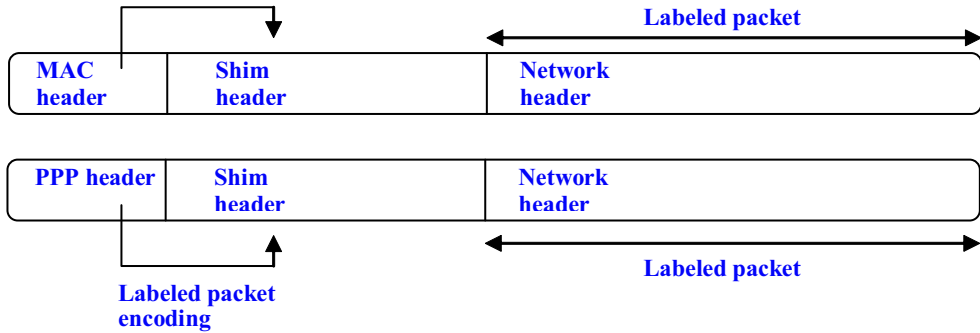 Labeled packet
MAC header
Shim header
Network header
PPP header
Shim header
Network header
Labeled packet
Labeled packet encoding